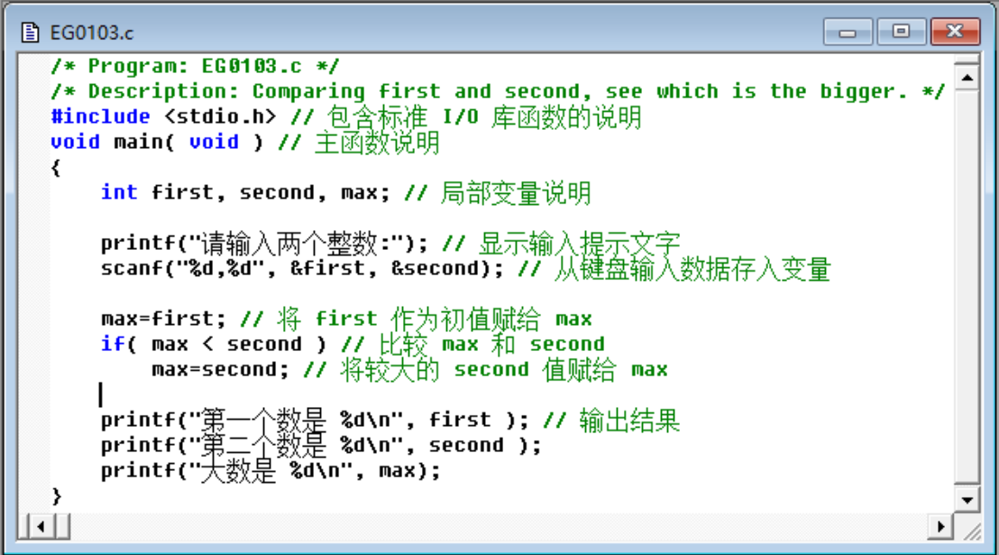 EG0103.c
/* Program: EG0103.c */
/* Description: Comparing first and second, see which is the bigger. */
#include <stdio.h> // 包含标准 I/O 库函数的说明
void main( void ) // 主函数说明
{
int first, second, max; // 局部变量说明
printf("请输入两个整数:"); // 显示输入提示文字
scanf("%d,%d", &first, &second); // 从键盘输入数据存入变量
max=first; // 将 first 作为初值赋给 max
if( max < second ) // 比较 max 和 second
max=second; // 将较大的 second 值赋给 max
printf("第一个数是 %d\n", first ); // 输出结果
printf("第二个数是 %d\n", second );
printf("大数是 %d\n", max);
}